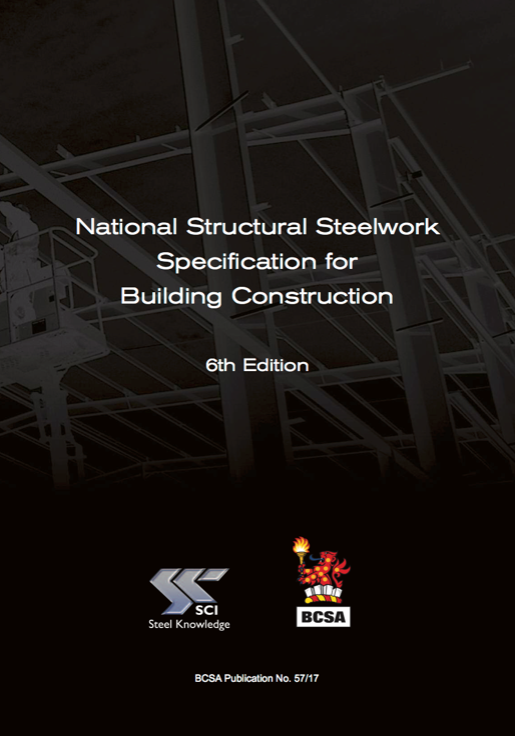 National Structural Steelwork
Specification for
Building Construction
6th Edition
SCI
Steel Knowledge
BCSA
BCSA Publication No. 57/17